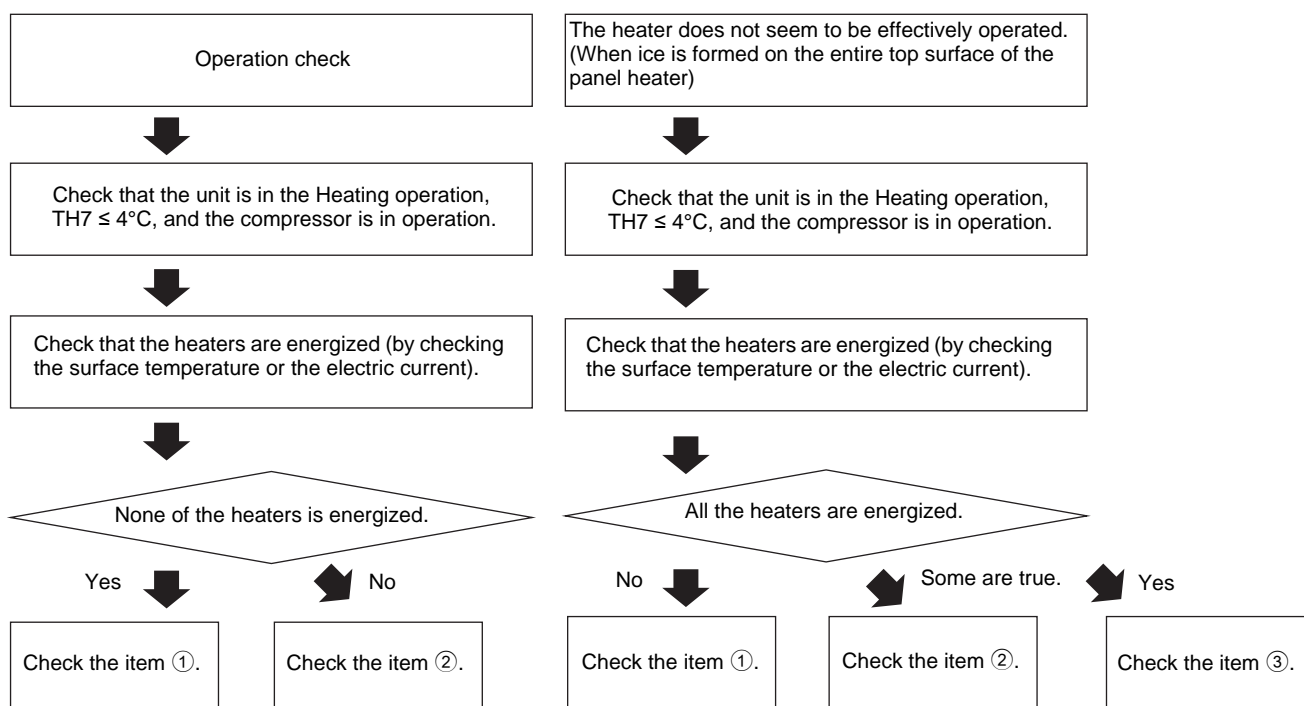 Operation check
Check that the unit is in the Heating operation,
TH7 ≤ 4°C, and the compressor is in operation.
Check that the heaters are energized (by checking
the surface temperature or the electric current).
None of the heaters is energized.
Yes
No
Check the item ①.
Check the item ②.
The heater does not seem to be effectively operated.
(When ice is formed on the entire top surface of the
panel heater)
Check that the unit is in the Heating operation,
TH7 ≤ 4°C, and the compressor is in operation.
Check that the heaters are energized (by checking
the surface temperature or the electric current).
All the heaters are energized.
No
Some are true.
Yes
Check the item ①.
Check the item ②.
Check the item ③.